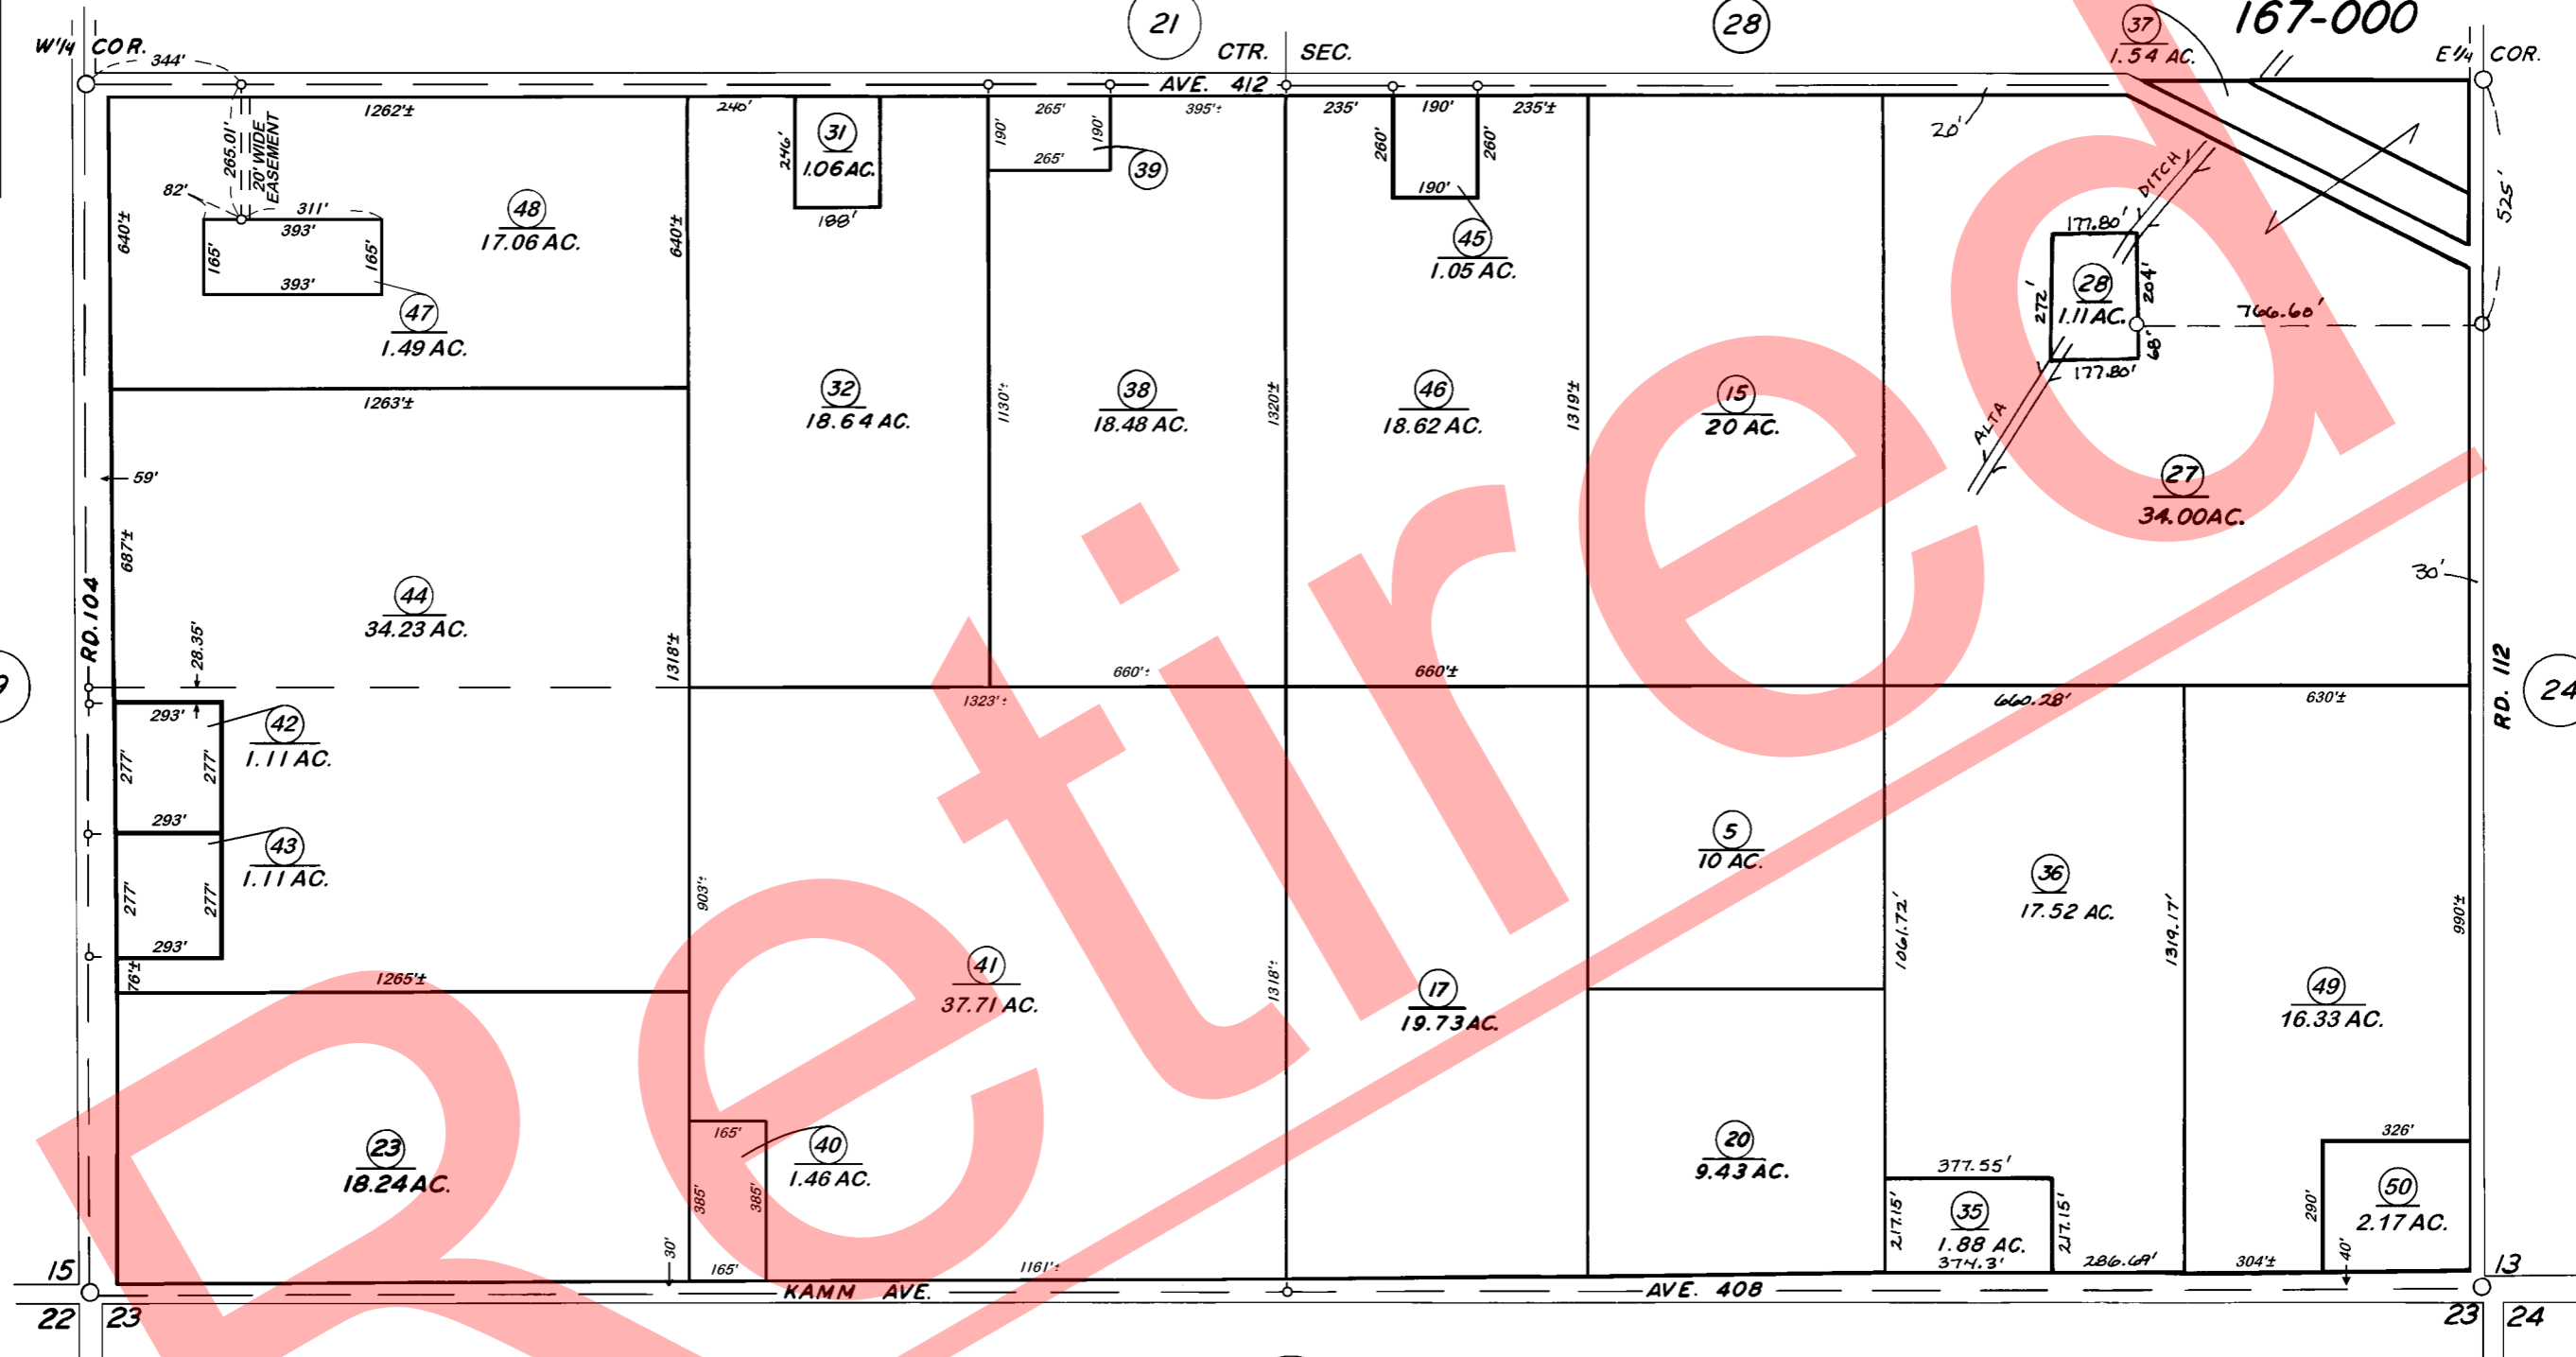 21
28
37
1.54 AC.
167-000
W'1/4 COR.
344'
CTR. SEC.
E 1/4 COR.
AVE. 412
1262'±
240'
265'
395'±
235'
190'
235'±
20'
265.01'
20' WIDE
EASEMENT
246'
31
1.06 AC.
188'
190'
190'
265'
39
260'
260'
190'
45
1.05 AC.
DITCH
525'
82'
311'
393'
165'
165'
393'
47
1.49 AC.
48
17.06 AC.
640'±
640'±
177.80'
272'
28
1.11 AC.
204'
68'
177.80'
766.60'
ALTA
1263'±
32
18.64 AC.
1130'±
38
18.48 AC.
1320'±
46
18.62 AC.
1319'±
15
20 AC.
27
34.00 AC.
59'
687'±
RD. 104
44
34.23 AC.
28.35'
1318'±
30'
RD. 112
24
9
660'±
660'±
1323'±
660.28'
630'±
293'
42
1.11 AC.
277'
277'
293'
43
1.11 AC.
277'
277'
293'
76'±
1265'±
903'±
41
37.71 AC.
1318'±
17
19.73 AC.
5
10 AC.
1061.72'
36
17.52 AC.
1319.17'
49
16.33 AC.
990'±
23
18.24 AC.
165'
40
1.46 AC.
385'
385'
30'
165'
1161'±
20
9.43 AC.
377.55'
217.15'
35
1.88 AC.
217.15'
374.3'
286.69'
326'
290'
50
2.17 AC.
304'±
40'
15
KAMM AVE.
AVE. 408
13
22 23
23 24
Retired